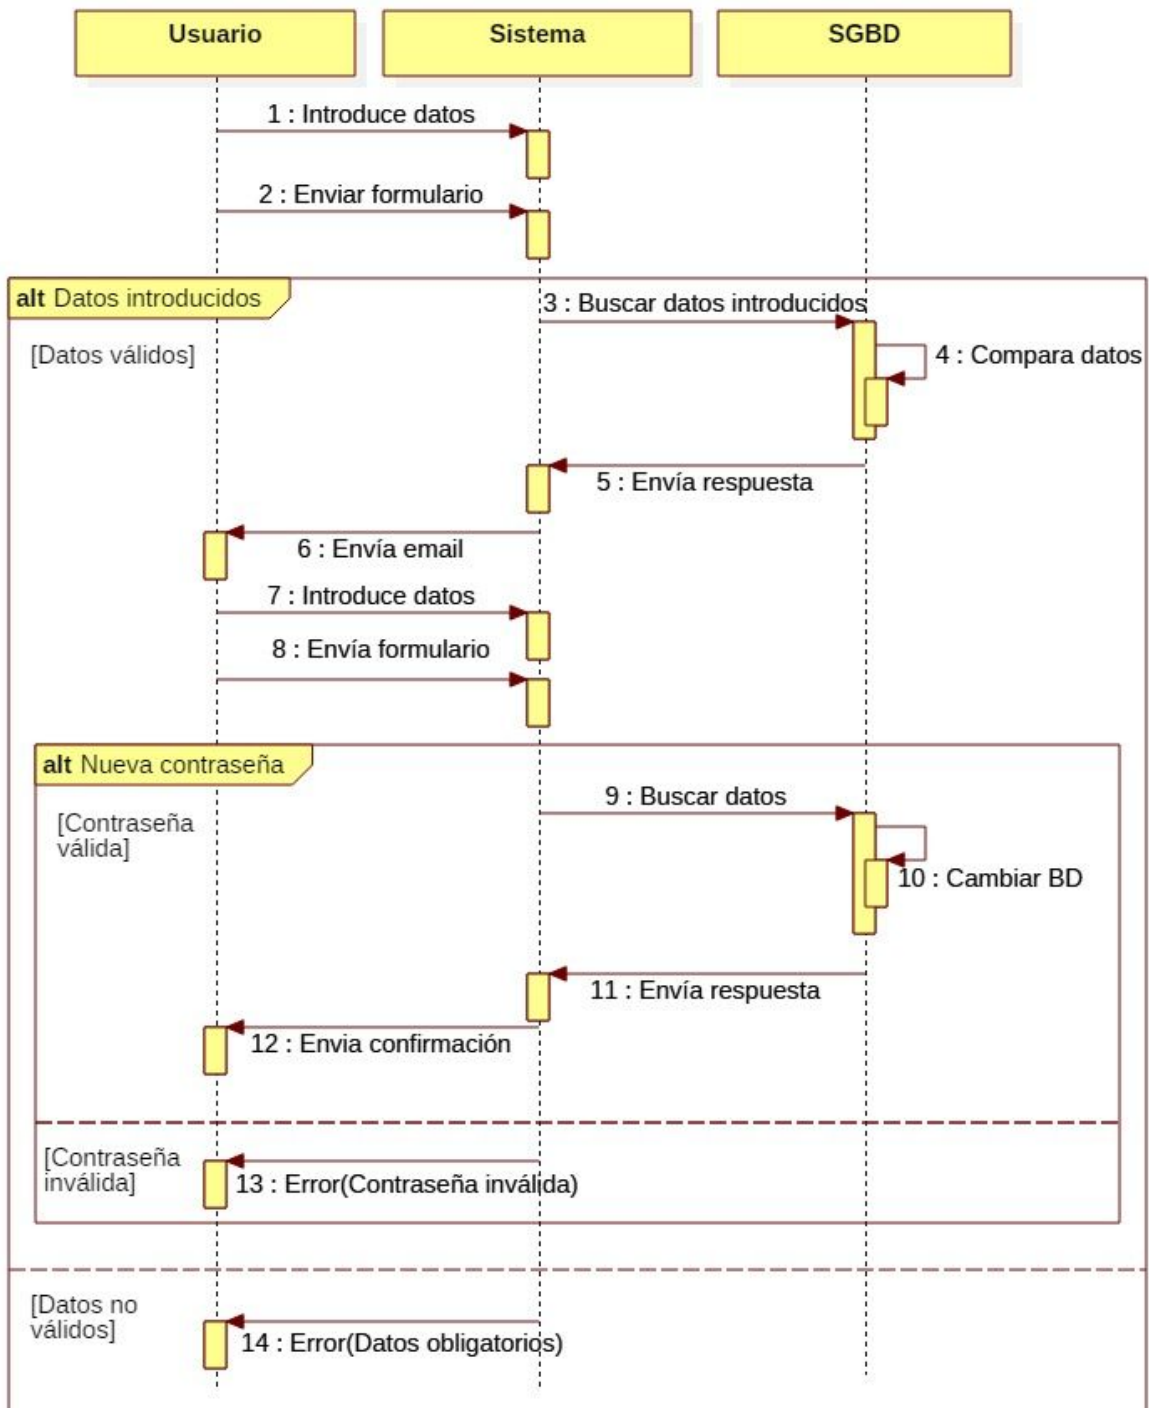 Usuario
Sistema
SGBD
1 : Introduce datos
2 : Enviar formulario
alt Datos introducidos
3 : Buscar datos introducidos
[Datos válidos]
4 : Compara datos
5 : Envía respuesta
6 : Envía email
7 : Introduce datos
8 : Envía formulario
alt Nueva contraseña
9 : Buscar datos
[Contraseña
válida]
10 : Cambiar BD
11 : Envía respuesta
12 : Envia confirmación
[Contraseña
inválida]
13 : Error(Contraseña inválida)
[Datos no
válidos]
14 : Error(Datos obligatorios)